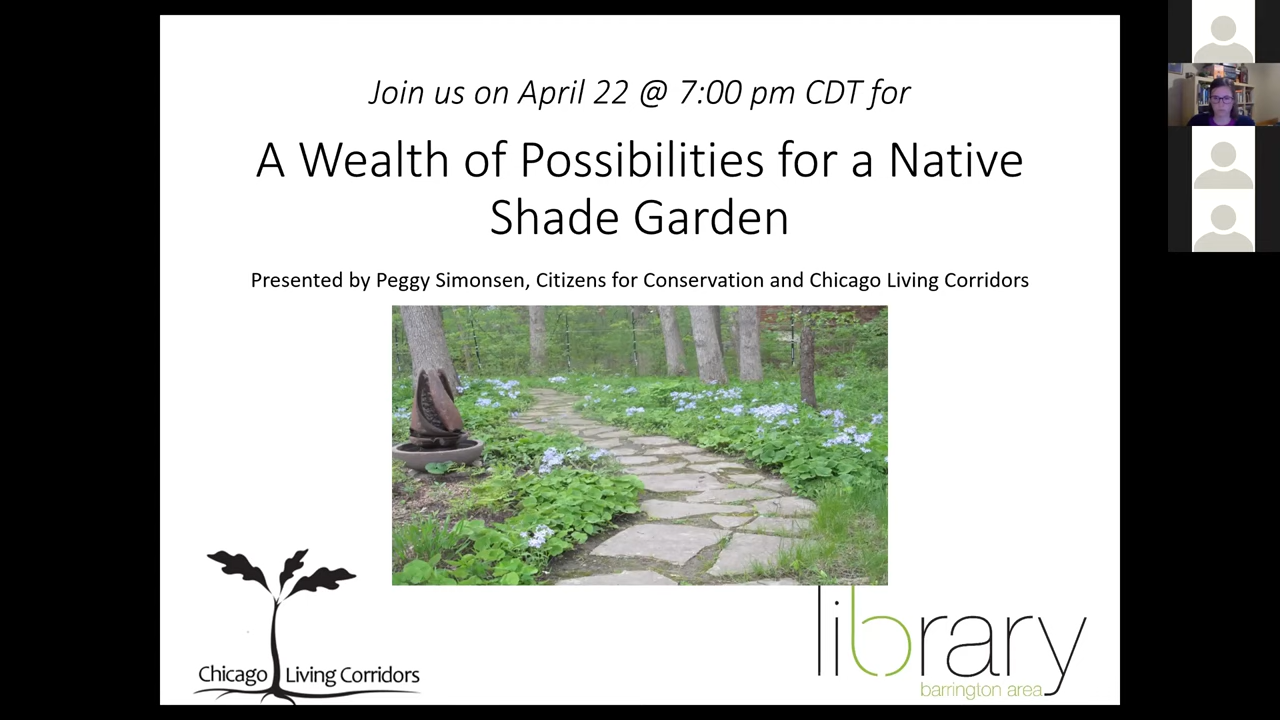 Join us on April 22 @ 7:00 pm CDT for
A Wealth of Possibilities for a Native
Shade Garden
Presented by Peggy Simonsen, Citizens for Conservation and Chicago Living Corridors
Chicago Living Corridors
library
barrington area